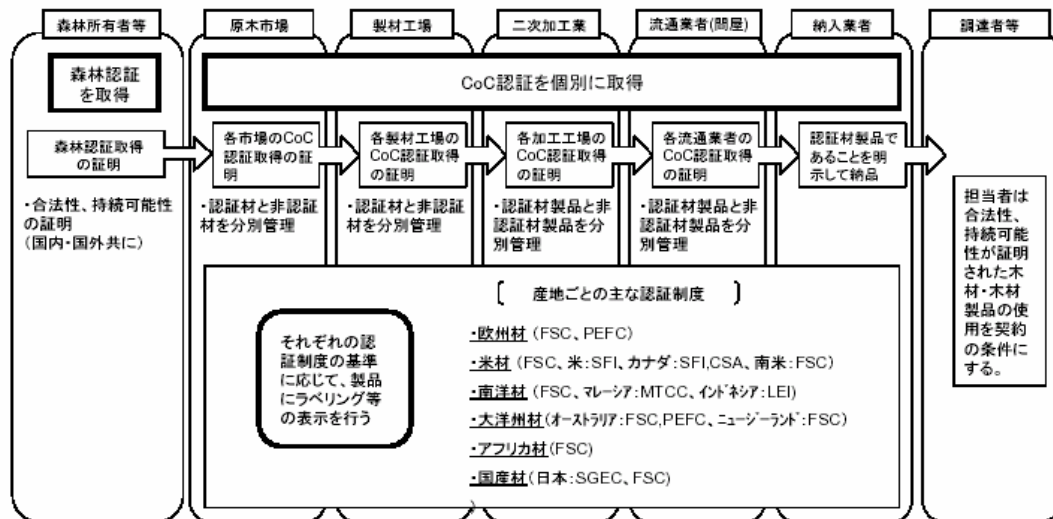 森林所有者等
原木市場
製材工場
二次加工業
流通業者(問屋)
納入業者
調達者等
森林認証
を取得
CoC認証を個別に取得
森林認証取得
の証明
各市場のCoC
認証取得の証
明
各製材工場の
CoC認証取得
の証明
各加工工場の
CoC認証取得
の証明
各流通業者の
CoC認証取得
の証明
認証材製品で
あることを明
示して納品
・合法性、持続可能性
の証明
(国内・国外共に)
・認証材と非認証
材を分別管理
・認証材と非認証
材を分別管理
・認証材製品と非
認証材製品を分
別管理
・認証材製品と非
認証材製品を分
別管理
担当者は
合法性、
持続可能
性が証明
された木
材・木材
製品の使
用を契約
の条件に
する。
それぞれの認
証制度の基準
に応じて、製品
にラベリング等
の表示を行う
〔 産地ごとの主な認証制度 〕
・欧州材 (FSC、PEFC)
・米材 (FSC、米:SFI、カナダ:SFI,CSA、南米:FSC)
・南洋材 (FSC、マレーシア:MTCC、インドネシア:LEI)
・大洋州材(オーストラリア:FSC,PEFC、ニュージーランド:FSC)
・アフリカ材(FSC)
・国産材(日本:SGEC、FSC)
)